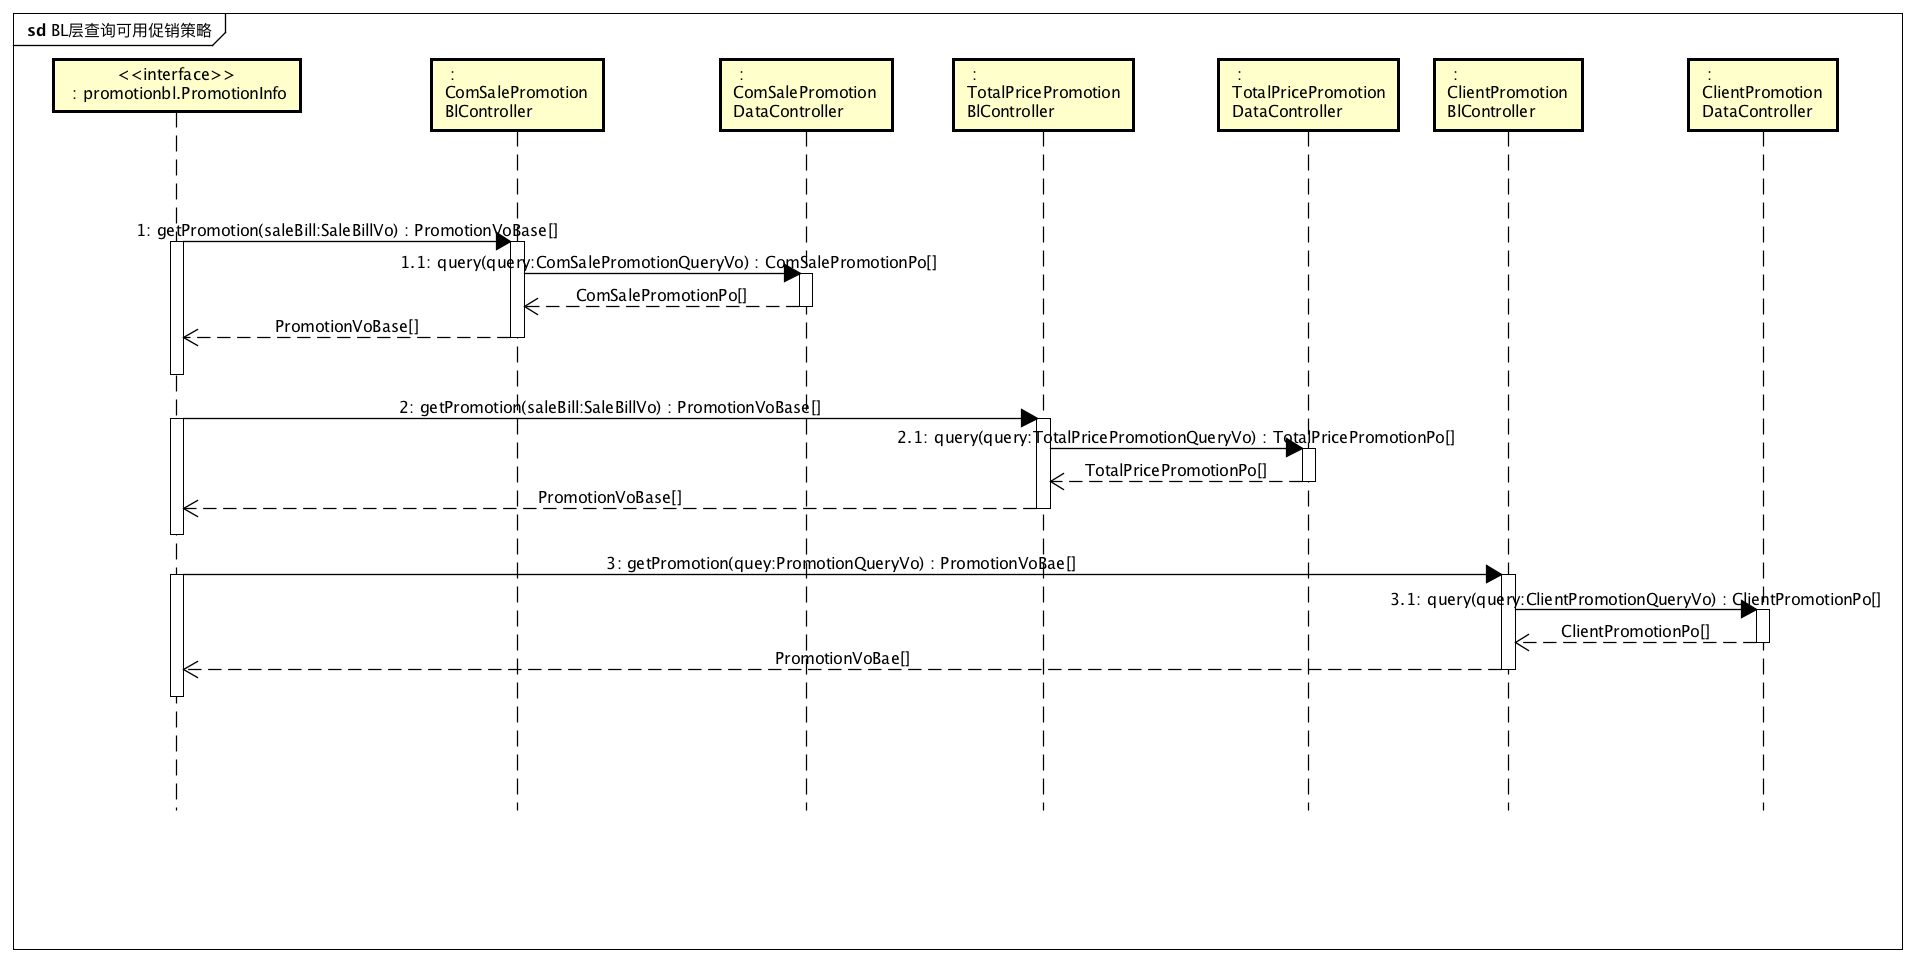 sd BL层查询可用促销策略
<<interface>>
: promotionbl.PromotionInfo
:
ComSalePromotion
BlController
:
ComSalePromotion
DataController
:
TotalPricePromotion
BlController
:
TotalPricePromotion
DataController
:
ClientPromotion
BlController
:
ClientPromotion
DataController
1: getPromotion(saleBill:SaleBillVo) : PromotionVoBase[]
1.1: query(query:ComSalePromotionQueryVo) : ComSalePromotionPo[]
ComSalePromotionPo[]
PromotionVoBase[]
2: getPromotion(saleBill:SaleBillVo) : PromotionVoBase[]
2.1: query(query:TotalPricePromotionQueryVo) : TotalPricePromotionPo[]
TotalPricePromotionPo[]
PromotionVoBase[]
3: getPromotion(quey:PromotionQueryVo) : PromotionVoBae[]
3.1: query(query:ClientPromotionQueryVo) : ClientPromotionPo[]
ClientPromotionPo[]
PromotionVoBae[]